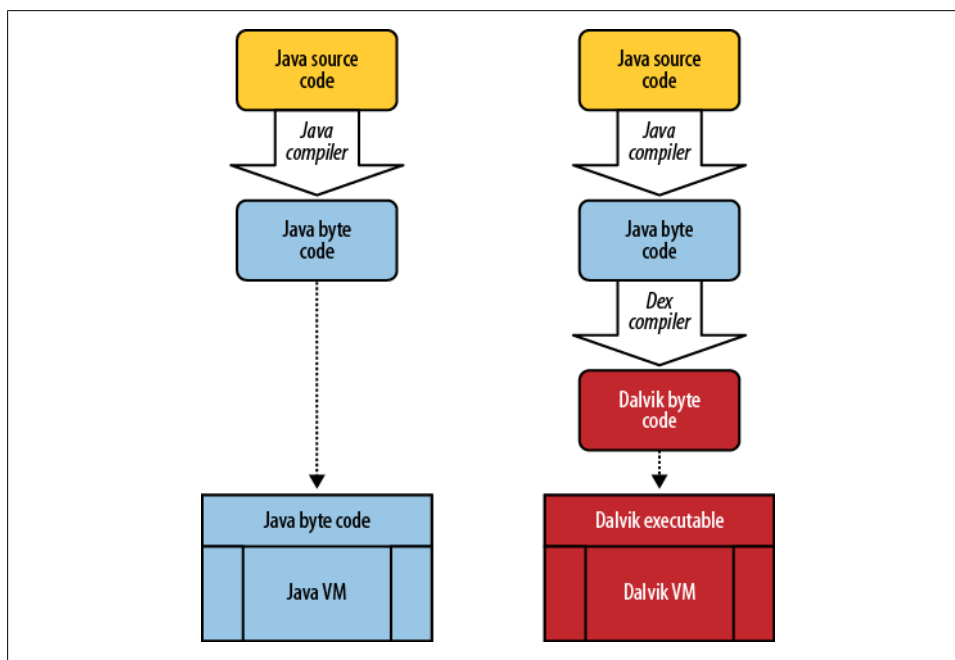 Java source
code
Java
compiler
Java byte
code
Java byte code
Java VM
Java source
code
Java
compiler
Java byte
code
Dex
compiler
Dalvik byte
code
Dalvik executable
Dalvik VM